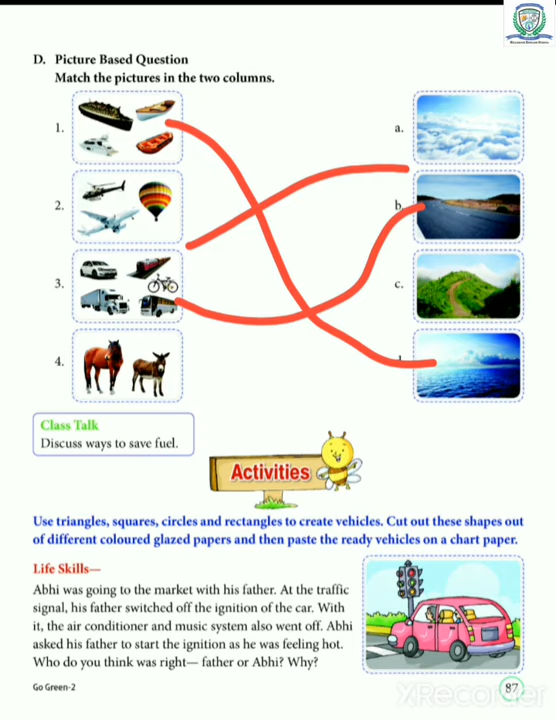 D. Picture Based Question
Match the pictures in the two columns.
1.
a.
2.
b.
3.
c.
4.
Class Talk
Discuss ways to save fuel.
Activities
Use triangles, squares, circles and rectangles to create vehicles. Cut out these shapes out
of different coloured glazed papers and then paste the ready vehicles on a chart paper.
Life Skills—
Abhi was going to the market with his father. At the traffic
signal, his father switched off the ignition of the car. With
it, the air conditioner and music system also went off. Abhi
asked his father to start the ignition as he was feeling hot.
Who do you think was right— father or Abhi? Why?
Go Green-2
87
XRecorder